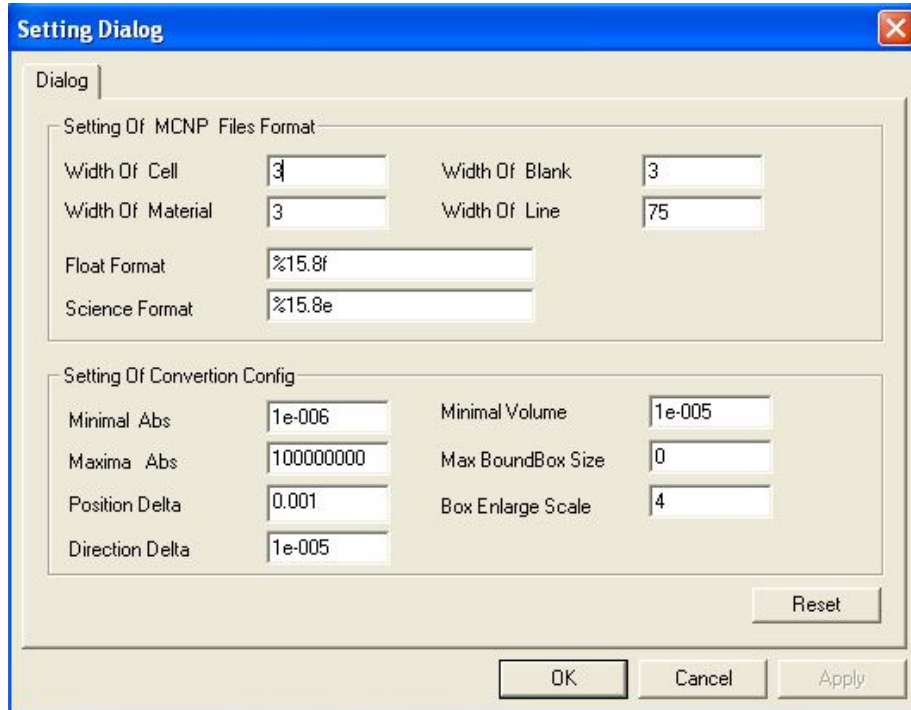 Setting Dialog
Dialog
Setting Of MCNP Files Format
Width Of Cell 3 Width Of Blank 3
Width Of Material 3 Width Of Line 75
Float Format %15.8f
Science Format %15.8e
Setting Of Convertion Config
Minimal Abs 1e-006 Minimal Volume 1e-005
Maxima Abs 100000000 Max BoundBox Size 0
Position Delta 0.001 Box Enlarge Scale 4
Direction Delta 1e-005
Reset
OK Cancel Apply